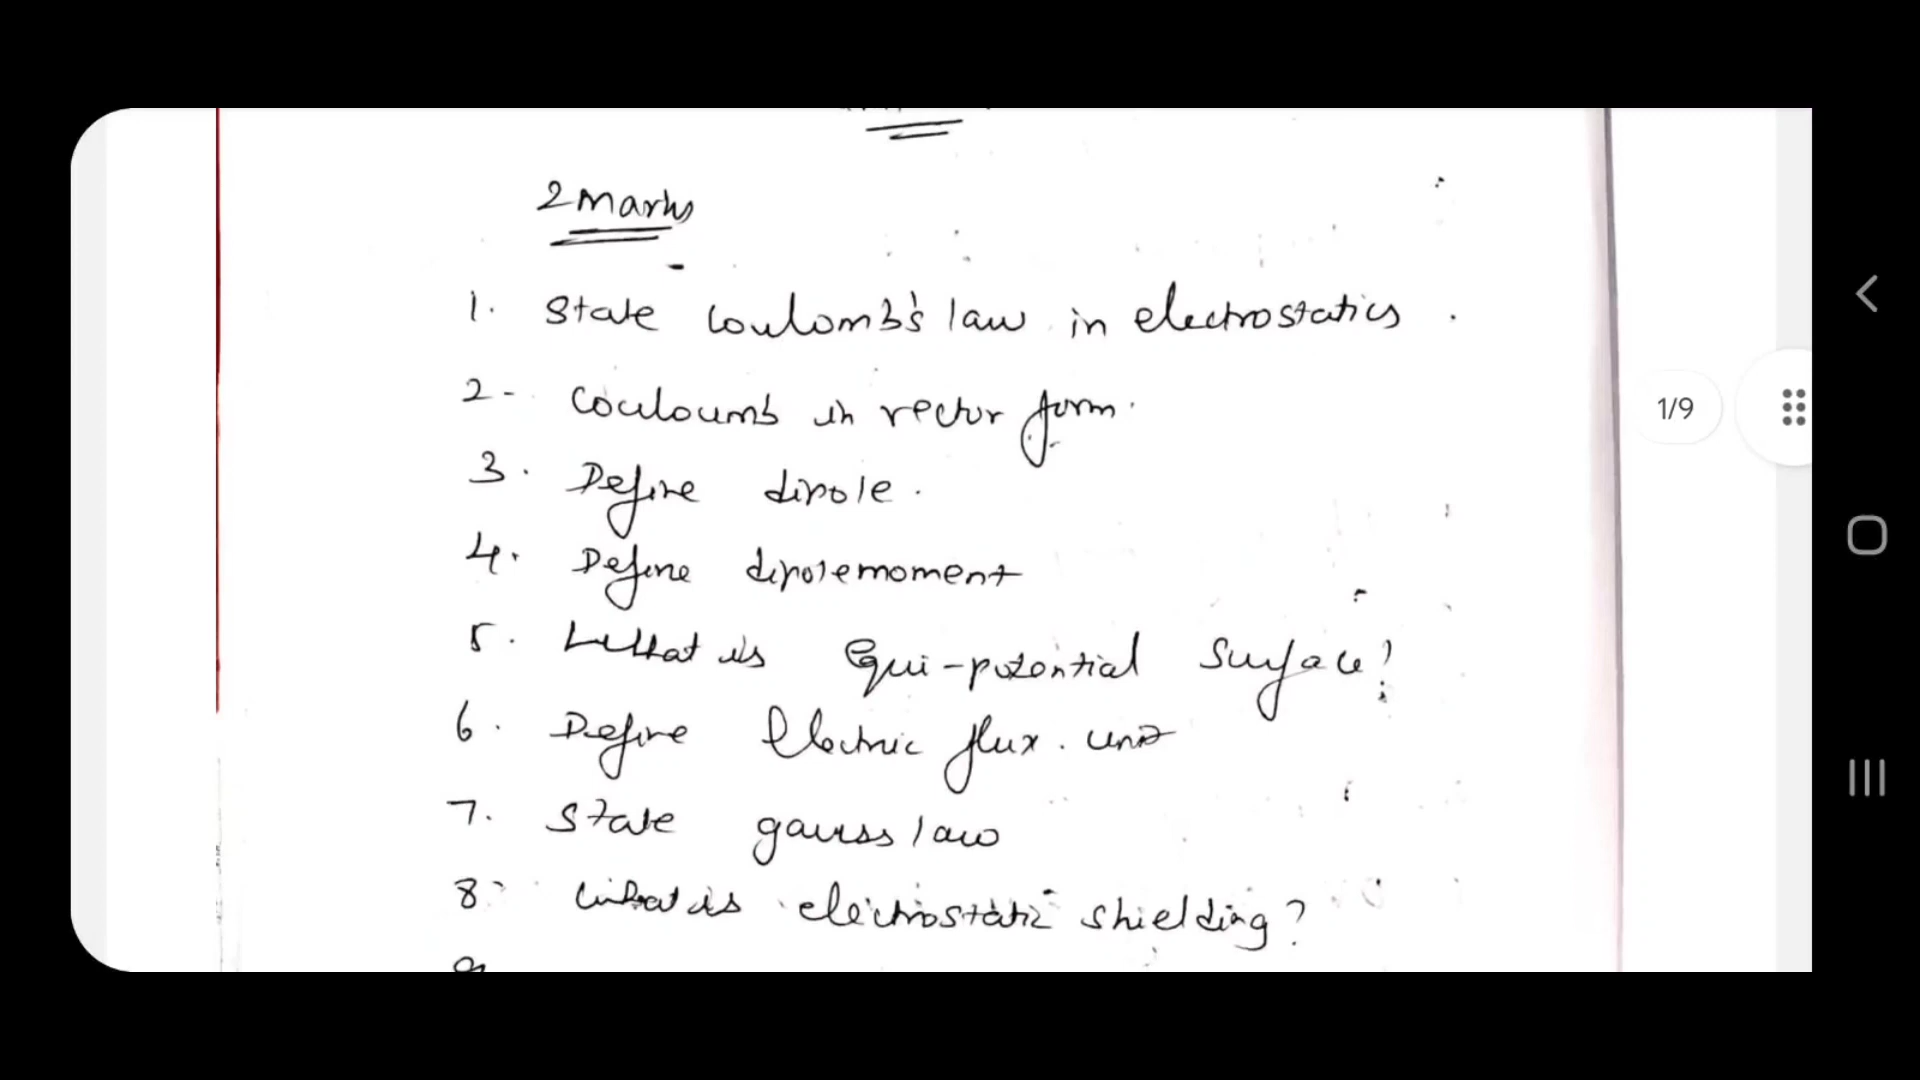 2 Marks
1. State Coulomb's law in electrostatics.
2- Couloumb in vector form.
3. Define dipole.
4. Define dipolemoment
5. What is Equi-potential Surface?
6. Define Electric flux. unit
7. State gauss law
8. What is electrostatic shielding?
9
1/9